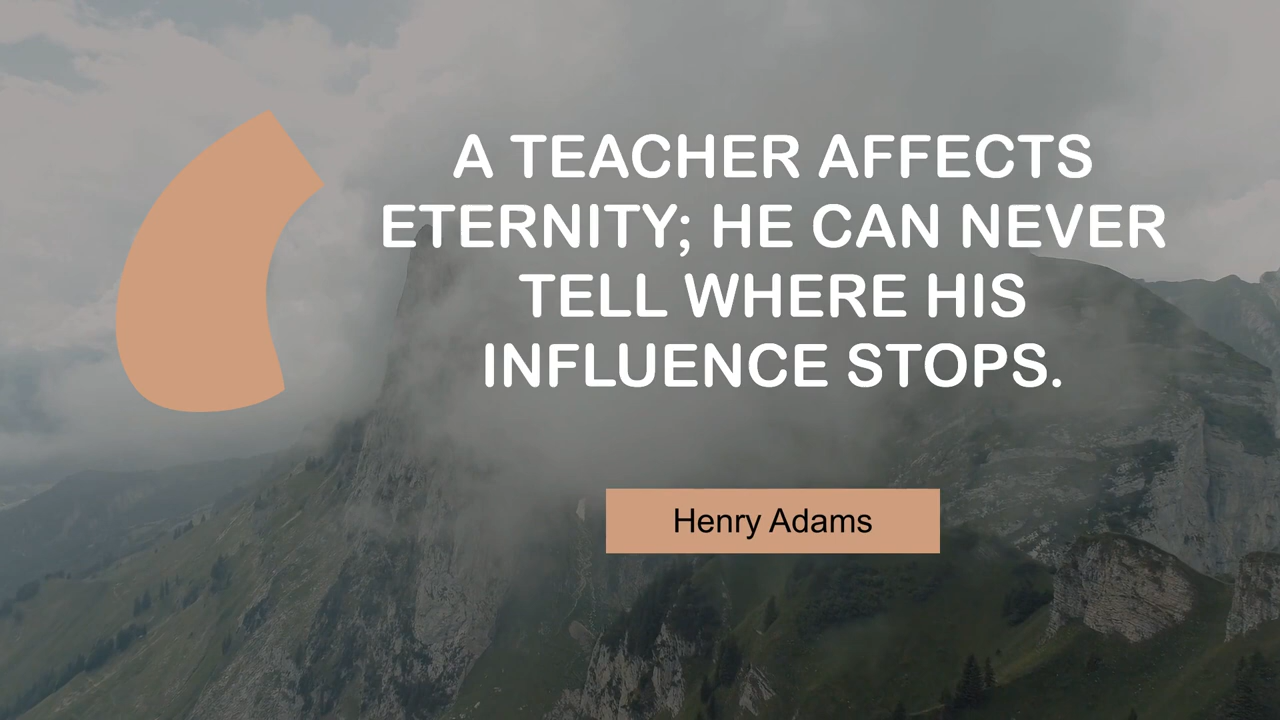 A TEACHER AFFECTS
ETERNITY; HE CAN NEVER
TELL WHERE HIS
INFLUENCE STOPS.
Henry Adams